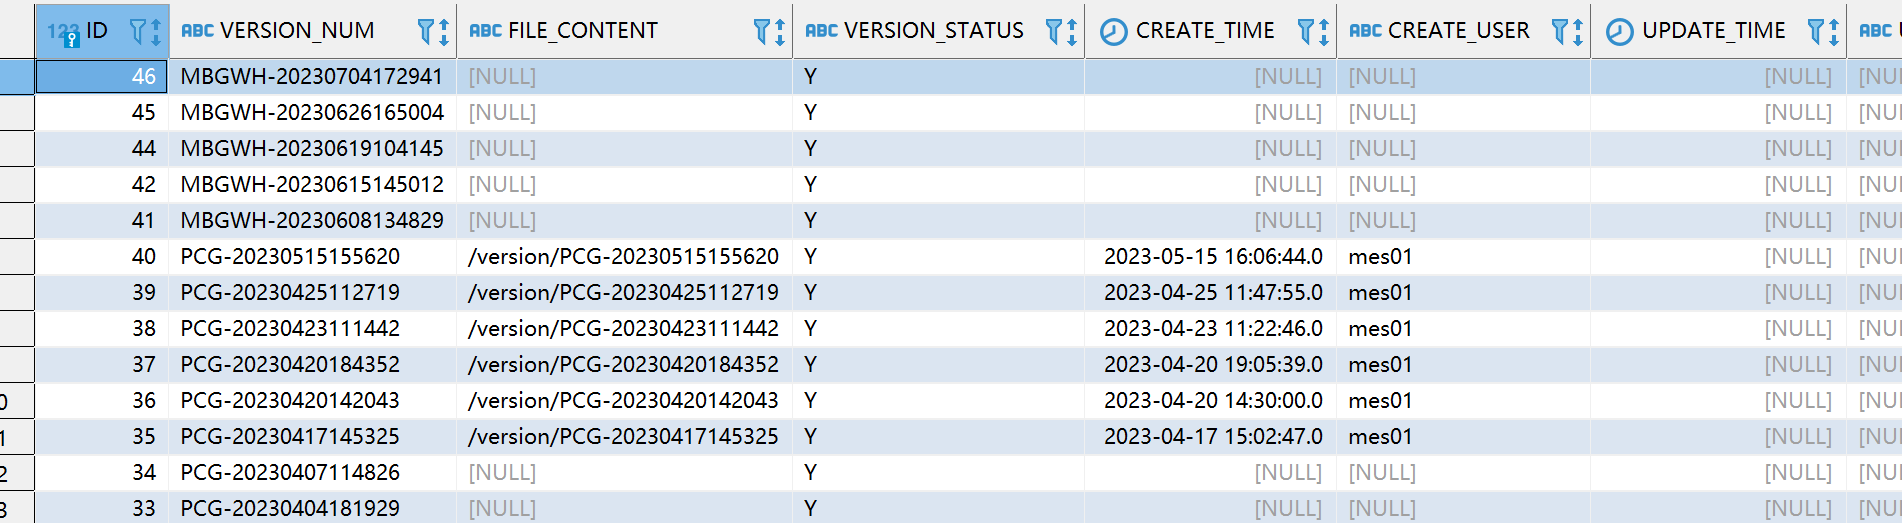 123 ID ABC VERSION_NUM ABC FILE_CONTENT ABC VERSION_STATUS CREATE_TIME ABC CREATE_USER UPDATE_TIME ABC
46 MBGWH-20230704172941 [NULL] Y [NULL] [NULL] [NULL] [NU
45 MBGWH-20230626165004 [NULL] Y [NULL] [NULL] [NULL] [NU
44 MBGWH-20230619104145 [NULL] Y [NULL] [NULL] [NULL] [NU
42 MBGWH-20230615145012 [NULL] Y [NULL] [NULL] [NULL] [NU
41 MBGWH-20230608134829 [NULL] Y [NULL] [NULL] [NULL] [NU
40 PCG-20230515155620 /version/PCG-20230515155620 Y 2023-05-15 16:06:44.0 mes01 [NULL] [NU
39 PCG-20230425112719 /version/PCG-20230425112719 Y 2023-04-25 11:47:55.0 mes01 [NULL] [NU
38 PCG-20230423111442 /version/PCG-20230423111442 Y 2023-04-23 11:22:46.0 mes01 [NULL] [NU
37 PCG-20230420184352 /version/PCG-20230420184352 Y 2023-04-20 19:05:39.0 mes01 [NULL] [NU
0 36 PCG-20230420142043 /version/PCG-20230420142043 Y 2023-04-20 14:30:00.0 mes01 [NULL] [NU
1 35 PCG-20230417145325 /version/PCG-20230417145325 Y 2023-04-17 15:02:47.0 mes01 [NULL] [NU
2 34 PCG-20230407114826 [NULL] Y [NULL] [NULL] [NULL] [NU
3 33 PCG-20230404181929 [NULL] Y [NULL] [NULL] [NULL] [NU